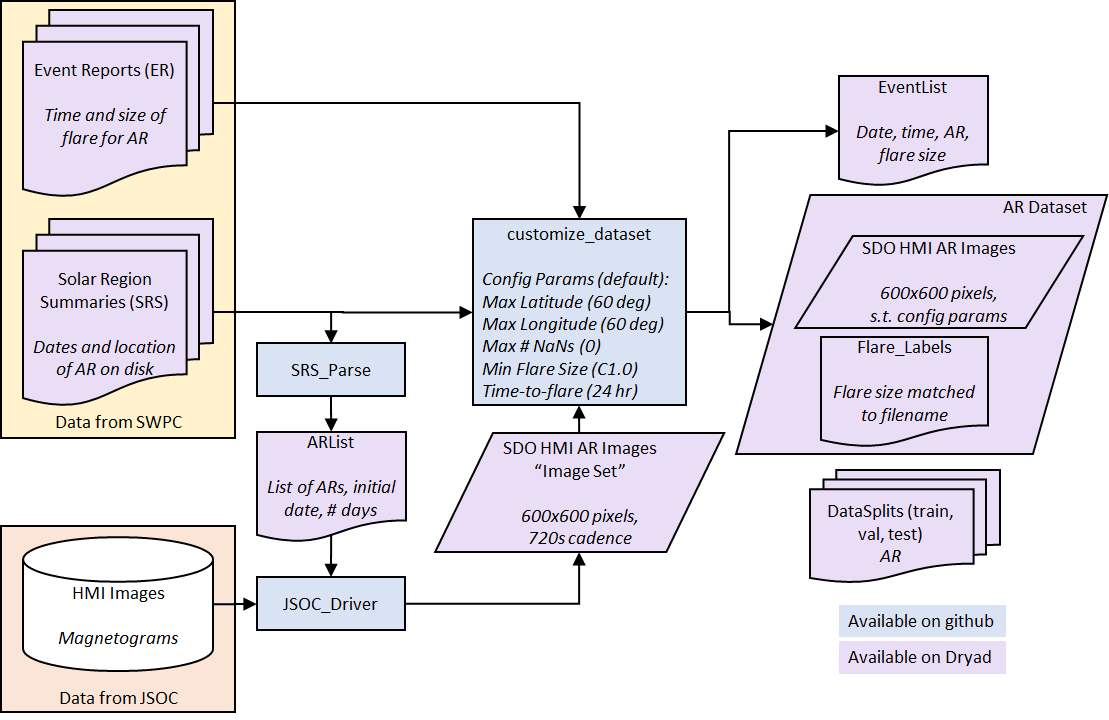 Event Reports (ER)
Time and size of
flare for AR
Solar Region
Summaries (SRS)
Dates and location
of AR on disk
Data from SWPC
HMI Images
Magnetograms
Data from JSOC
SRS_Parse
ARList
List of ARs, initial
date, # days
JSOC_Driver
customize_dataset
Config Params (default):
Max Latitude (60 deg)
Max Longitude (60 deg)
Max # NaNs (0)
Min Flare Size (C1.0)
Time-to-flare (24 hr)
SDO HMI AR Images
“Image Set”
600x600 pixels,
720s cadence
EventList
Date, time, AR,
flare size
AR Dataset
SDO HMI AR Images
600x600 pixels,
s.t. config params
Flare_Labels
Flare size matched
to filename
DataSplits (train,
val, test)
AR
Available on github
Available on Dryad